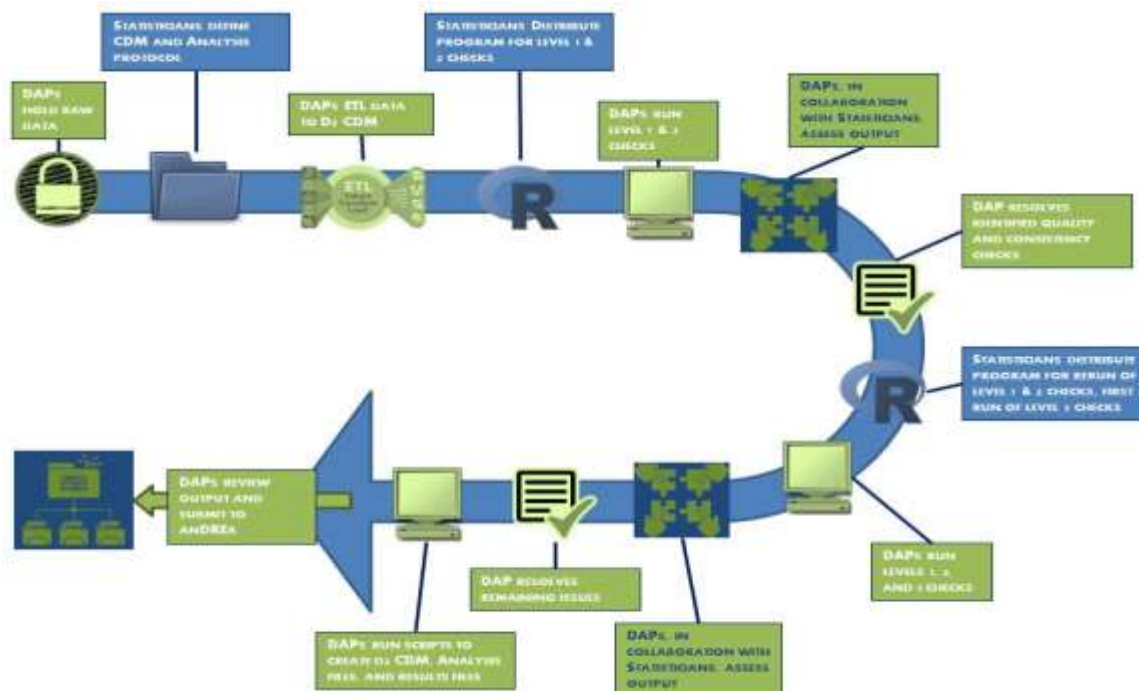 DAPs
HOLD RAW
DATA
STATISTICIANS DEFINE
CDM AND ANALYSIS
PROTOCOL
DAPs ETL DATA
TO D2 CDM
ETL
STATISTICIANS DISTRIBUTE
PROGRAM FOR LEVEL 1 &
2 CHECKS
R
DAPs RUN
LEVEL 1 & 2
CHECKS
DAPs, IN
COLLABORATION
WITH STATISTICIANS
ASSESS OUTPUT
DAP RESOLVES
IDENTIFIED QUALITY
AND CONSISTENCY
CHECKS
STATISTICIANS DISTRIBUTE
PROGRAM FOR RERUN OF
LEVEL 1 & 2 CHECKS, FIRST
RUN OF LEVEL 3 CHECKS
R
DAPs RUN
LEVELS 1, 2,
AND 3 CHECKS
DAPs, IN
COLLABORATION WITH
STATISTICIANS, ASSESS
OUTPUT
DAP RESOLVES
REMAINING ISSUES
DAPs RUN SCRIPTS TO
CREATE CDM, ANALYSIS
FILES, AND RESULTS FILES
DAPs REVIEW
OUTPUT AND
SUBMIT TO
ANDREA